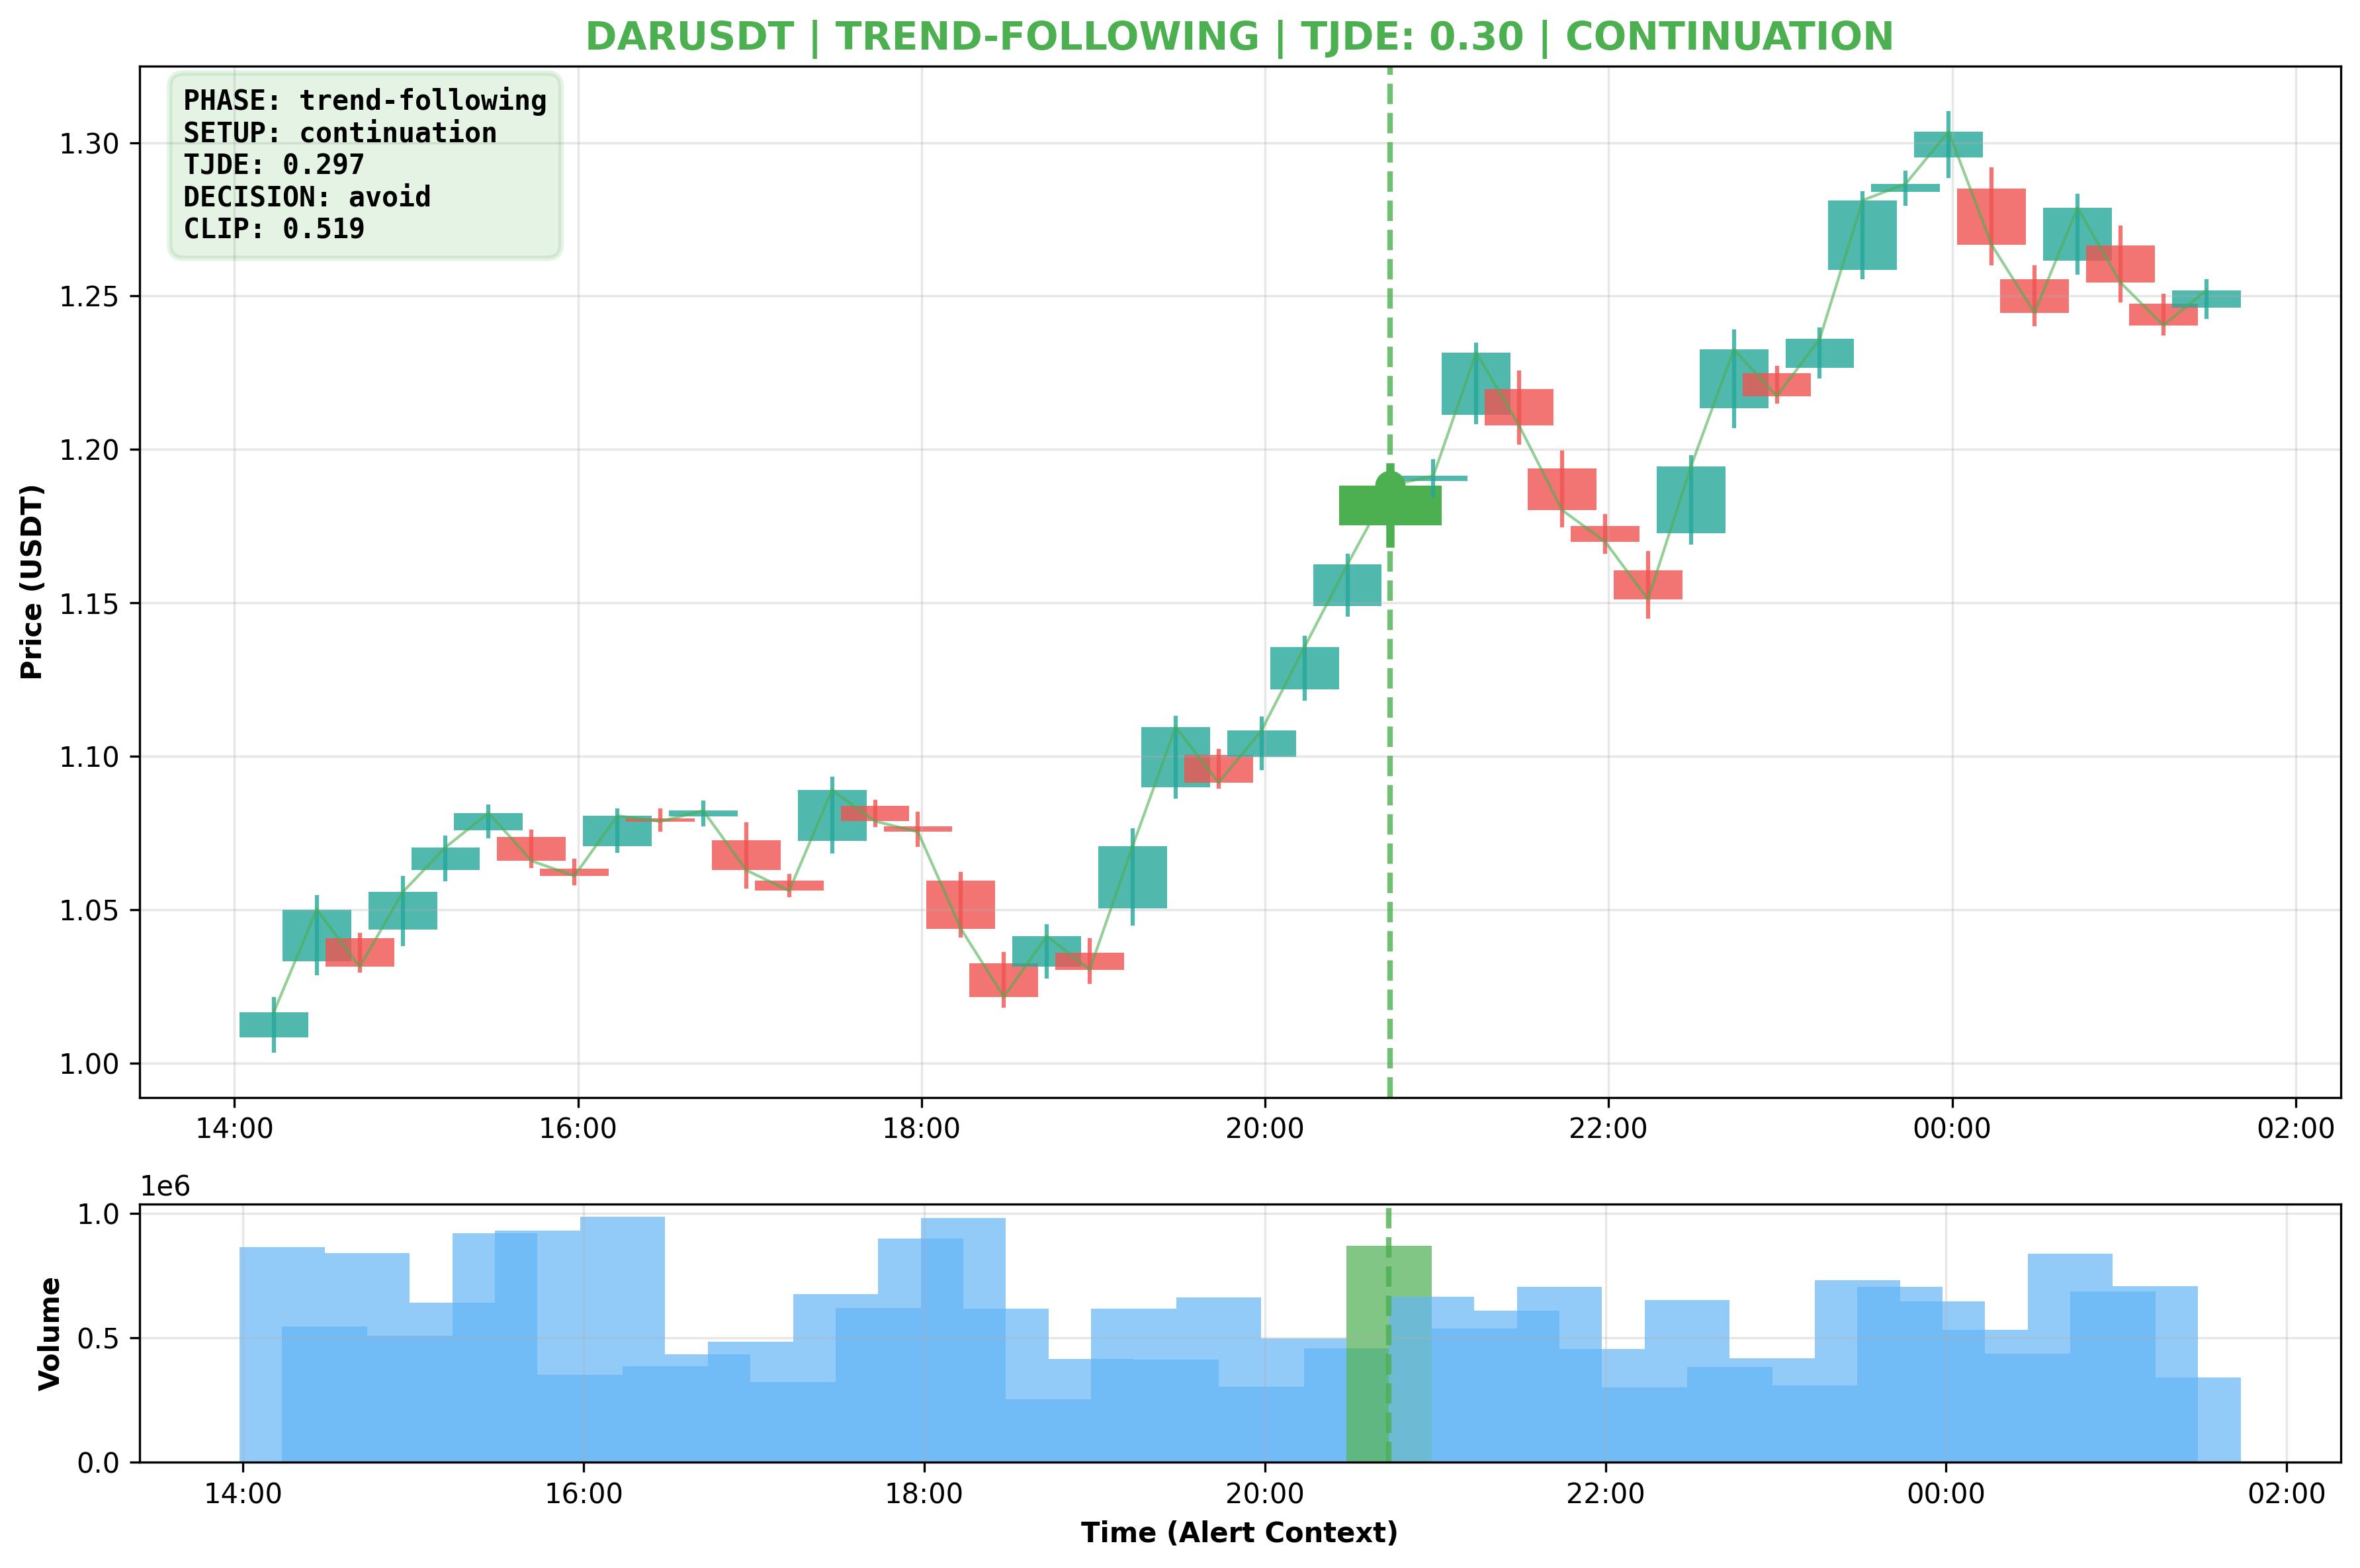 DARUSDT | TREND-FOLLOWING | TJDE: 0.30 | CONTINUATION
PHASE: trend-following
SETUP: continuation
TJDE: 0.297
DECISION: avoid
CLIP: 0.519
Price (USDT)
1.30
1.25
1.20
1.15
1.10
1.05
1.00
14:00 16:00 18:00 20:00 22:00 00:00 02:00
1e6
Volume
1.0
0.5
0.0
14:00 16:00 18:00 20:00 22:00 00:00 02:00
Time (Alert Context)